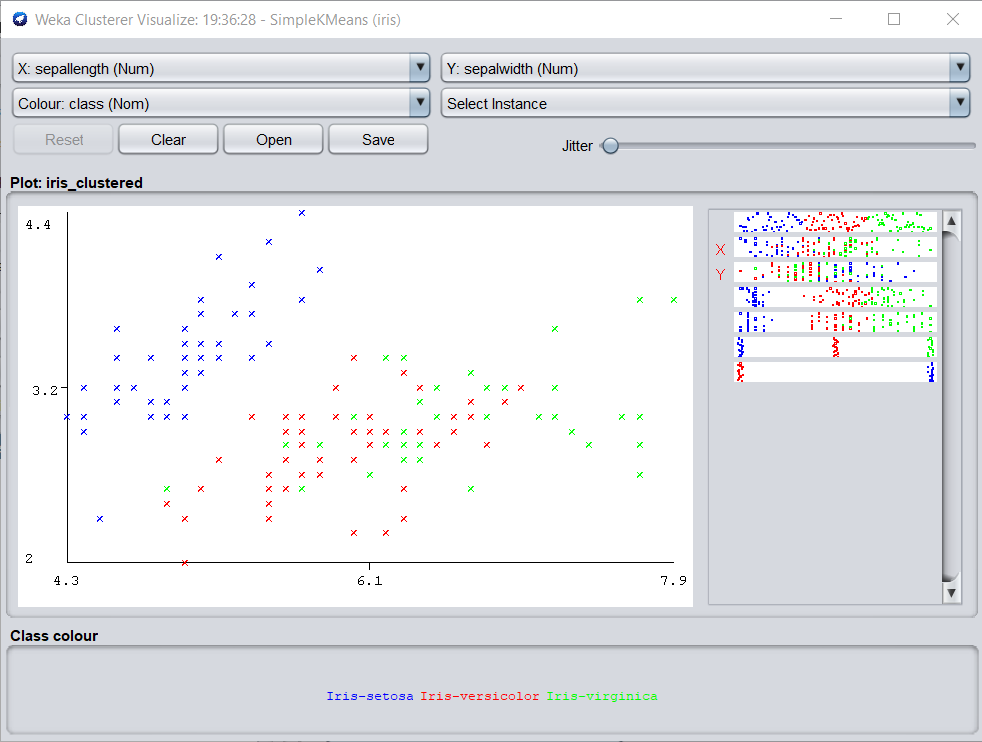 Weka Clusterer Visualize: 19:36:28 - SimpleKMeans (iris)
X: sepallength (Num) Y: sepalwidth (Num)
Colour: class (Nom) Select Instance
Reset Clear Open Save Jitter
Plot: iris_clustered
4.4
X
Y
3.2
2
4.3 6.1 7.9
Class colour
Iris-setosa Iris-versicolor Iris-virginica